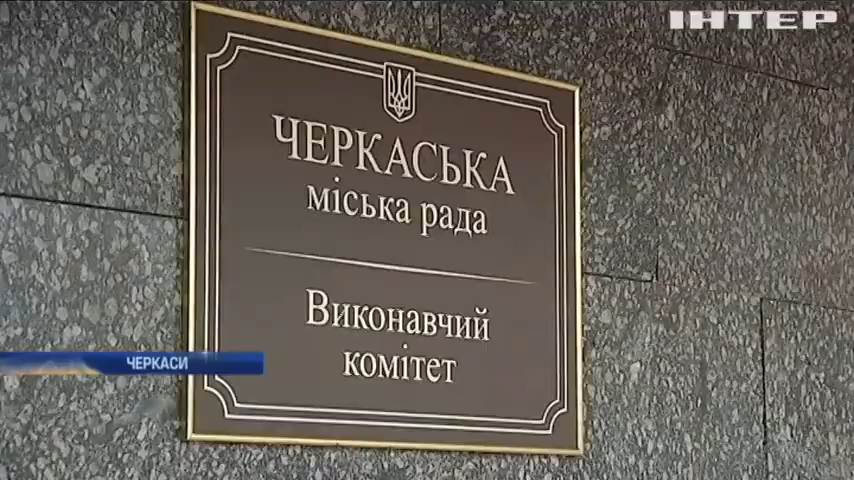 ІНТЕР
ЧЕРКАСЬКА
міська рада
Виконавчий
комітет
ЧЕРКАСИ